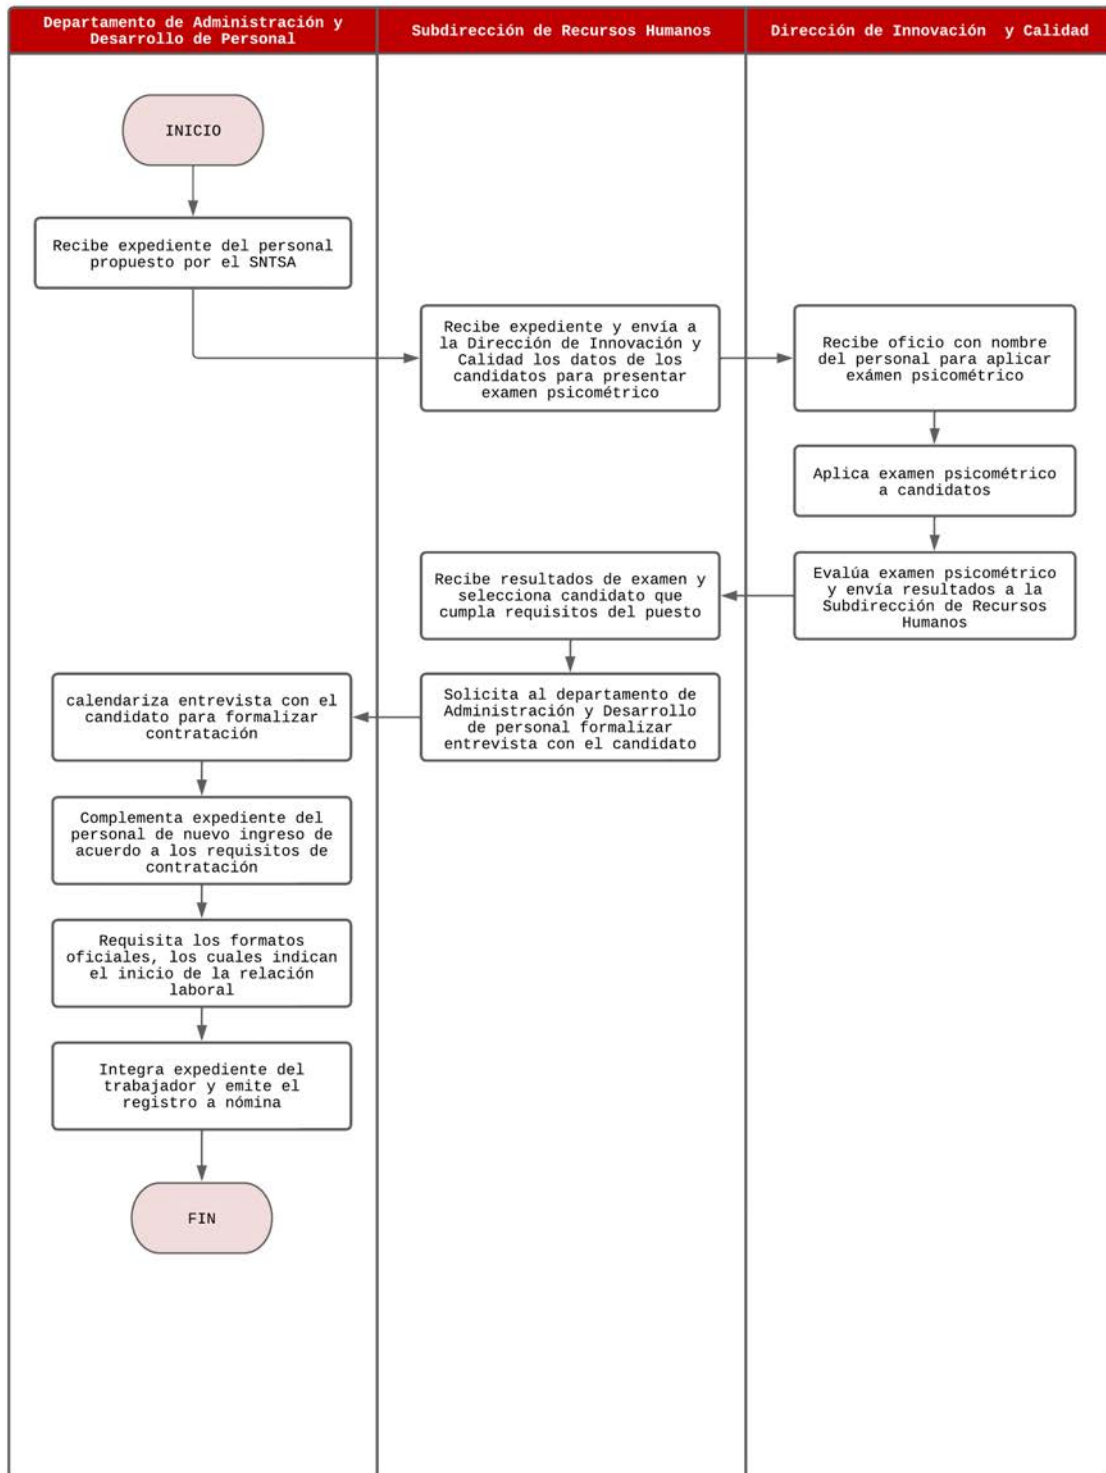 Departamento de Administración y
Desarrollo de Personal
Subdirección de Recursos Humanos
Dirección de Innovación y Calidad
INICIO
Recibe expediente del personal
propuesto por el SNTSA
Recibe expediente y envía a
la Dirección de Innovación y
Calidad los datos de los
candidatos para presentar
examen psicométrico
Recibe oficio con nombre
del personal para aplicar
exámen psicométrico
Aplica examen psicométrico
a candidatos
Evalúa examen psicométrico
y envía resultados a la
Subdirección de Recursos
Humanos
Recibe resultados de examen y
selecciona candidato que
cumpla requisitos del puesto
Solicita al departamento de
Administración y Desarrollo
de personal formalizar
entrevista con el candidato
calendariza entrevista con el
candidato para formalizar
contratación
Complementa expediente del
personal de nuevo ingreso de
acuerdo a los requisitos de
contratación
Requisita los formatos
oficiales, los cuales indican
el inicio de la relación
laboral
Integra expediente del
trabajador y emite el
registro a nómina
FIN